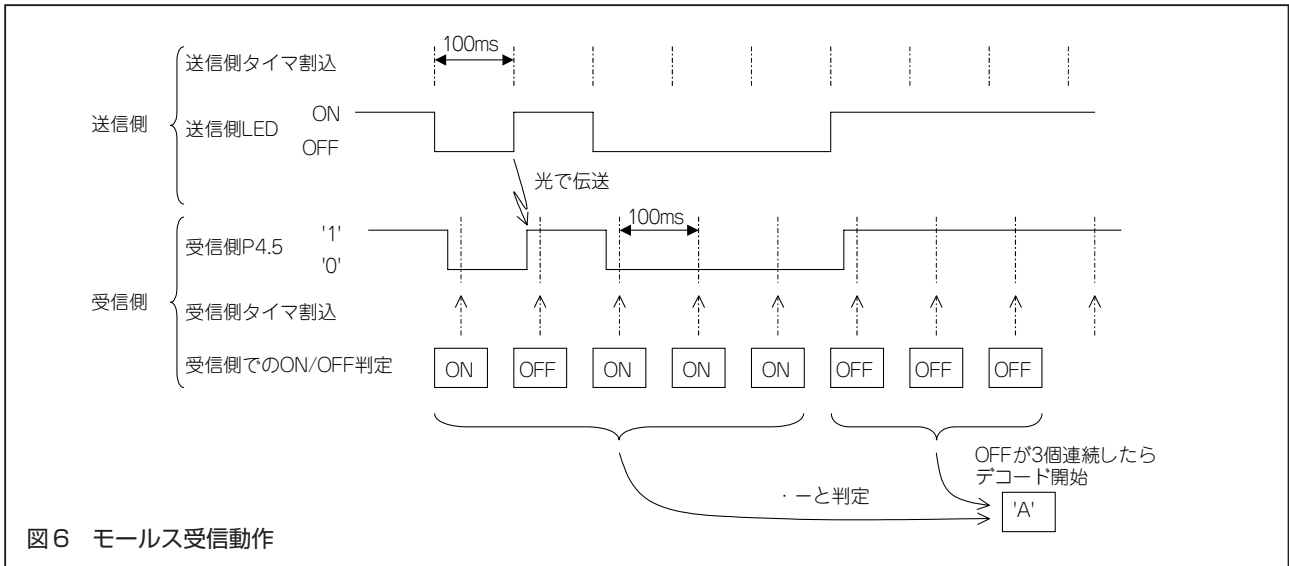 100ms
送信側タイマ割込
送信側
送信側LED
ON
OFF
光で伝送
100ms
受信側P4.5
'1'
'0'
受信側
受信側タイマ割込
受信側でのON/OFF判定
ON
OFF
ON
ON
ON
OFF
OFF
OFF
OFFが3個連続したら
デコード開始
・ーと判定
'A'
図6 モールス受信動作